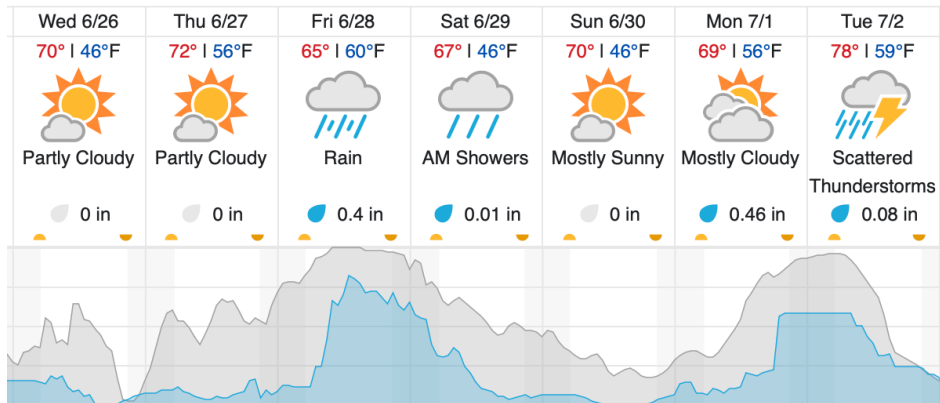 Wed 6/26 Thu 6/27 Fri 6/28 Sat 6/29 Sun 6/30 Mon 7/1 Tue 7/2
70° | 46°F 72° | 56°F 65° | 60°F 67° | 46°F 70° | 46°F 69° | 56°F 78° | 59°F
Partly Cloudy Partly Cloudy Rain AM Showers Mostly Sunny Mostly Cloudy Scattered
Thunderstorms
0 in 0 in 0.4 in 0.01 in 0 in 0.46 in 0.08 in